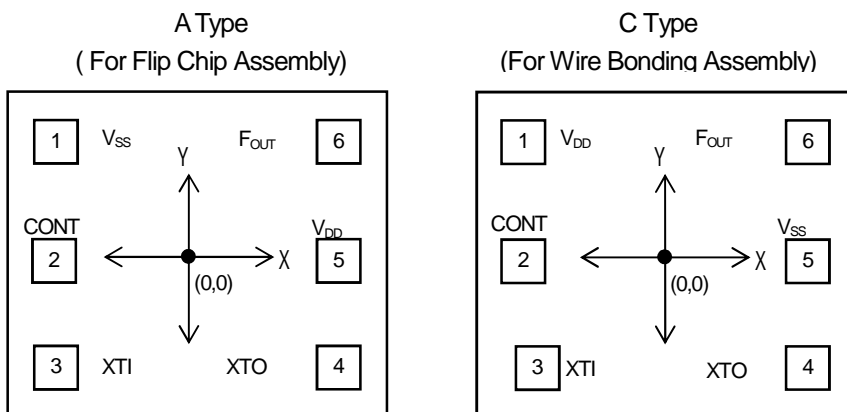 A Type
( For Flip Chip Assembly)
1 VSS FOUT 6
Y
CONT VDD
2 X 5
(0,0)
3 XTI XTO 4
C Type
(For Wire Bonding Assembly)
1 VDD FOUT 6
Y
CONT VSS
2 X 5
(0,0)
3 XTI XTO 4